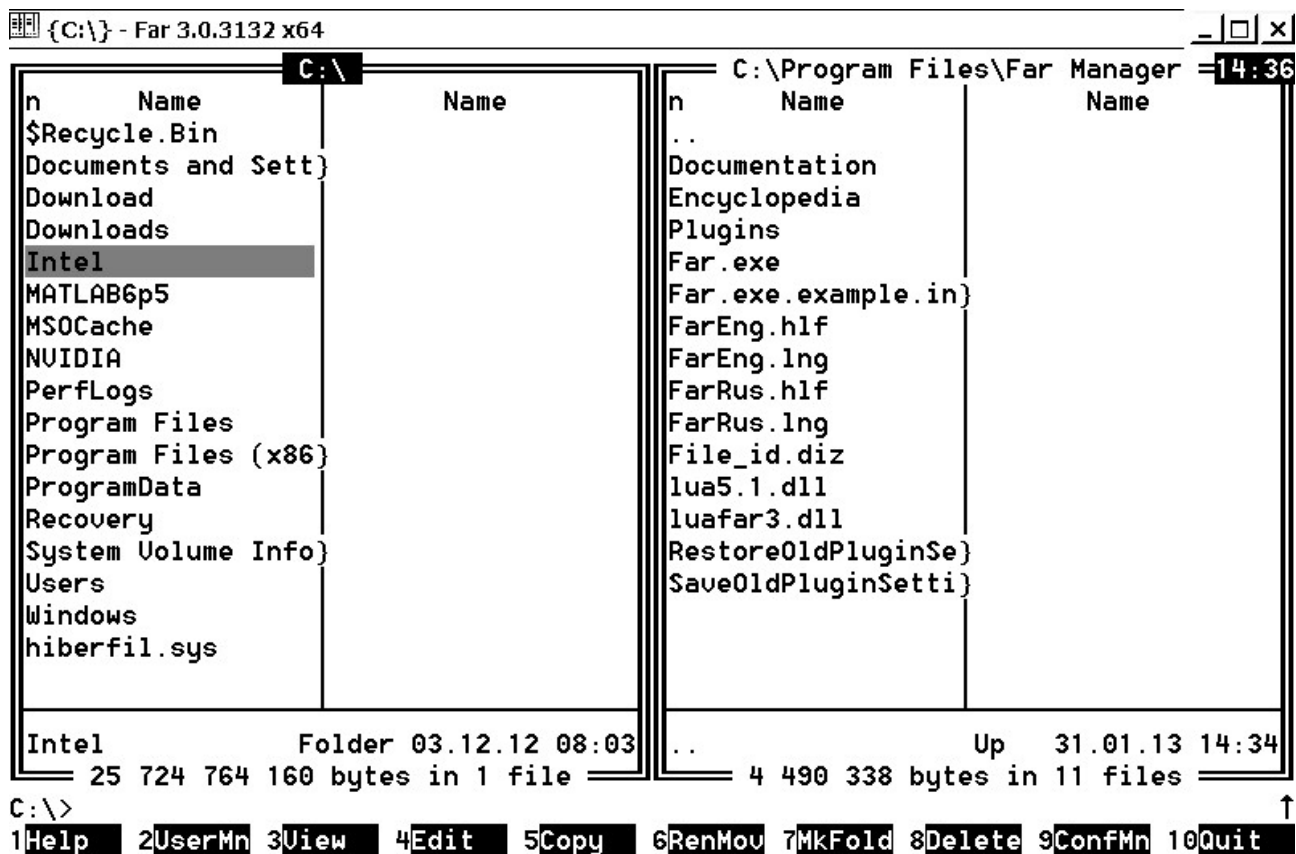 {C:\} - Far 3.0.3132 x64
C:\
n Name Name
$Recycle.Bin
Documents and Sett}
Download
Downloads
Intel
MATLAB6p5
MSOCache
NVIDIA
PerfLogs
Program Files
Program Files (x86}
ProgramData
Recovery
System Volume Info}
Users
Windows
hiberfil.sys
Intel Folder 03.12.12 08:03
25 724 764 160 bytes in 1 file
C:\Program Files\Far Manager 14:36
n Name Name
..
Documentation
Encyclopedia
Plugins
Far.exe
Far.exe.example.in}
FarEng.hlf
FarEng.lng
FarRus.hlf
FarRus.lng
File_id.diz
lua5.1.dll
luafar3.dll
RestoreOldPluginSe}
SaveOldPluginSetti}
.. Up 31.01.13 14:34
4 490 338 bytes in 11 files
C:\>
1Help 2UserMn 3View 4Edit 5Copy 6RenMov 7MkFold 8Delete 9ConfMn 10Quit